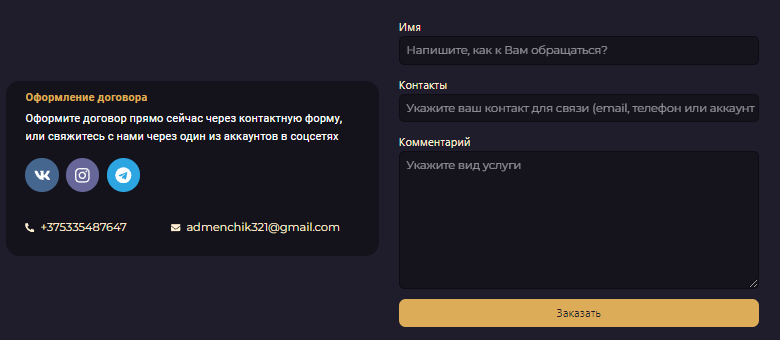 Оформление договора
Оформите договор прямо сейчас через контактную форму,
или свяжитесь с нами через один из аккаунтов в соцсетях
+375335487647
admenchik321@gmail.com
Имя
Напишите, как к Вам обращаться?
Контакты
Укажите ваш контакт для связи (email, телефон или аккаунт
Комментарий
Укажите вид услуги
Заказать